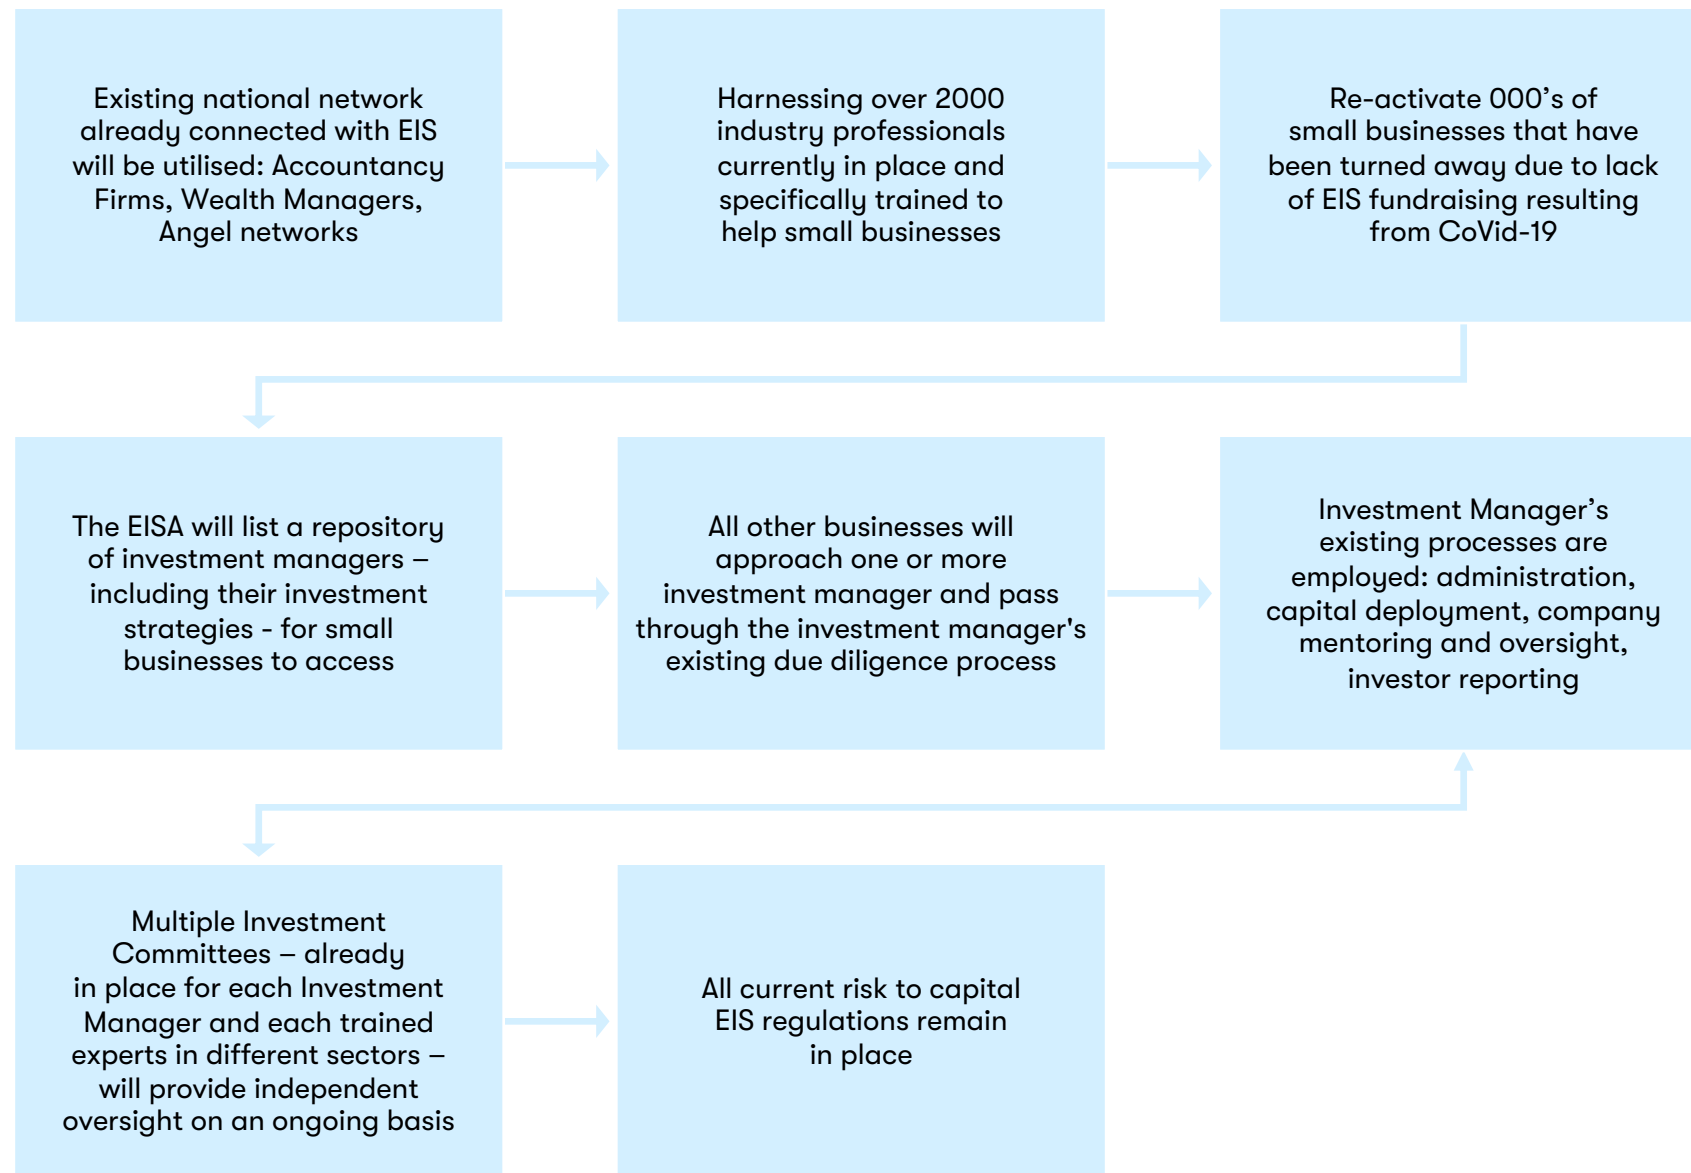 Existing national network
already connected with EIS
will be utilised: Accountancy
Firms, Wealth Managers,
Angel networks
Harnessing over 2000
industry professionals
currently in place and
specifically trained to
help small businesses
Re-activate 000’s of
small businesses that have
been turned away due to lack
of EIS fundraising resulting
from CoVid-19
The EISA will list a repository
of investment managers –
including their investment
strategies - for small
businesses to access
All other businesses will
approach one or more
investment manager and pass
through the investment manager's
existing due diligence process
Investment Manager’s
existing processes are
employed: administration,
capital deployment, company
mentoring and oversight,
investor reporting
Multiple Investment
Committees – already
in place for each Investment
Manager and each trained
experts in different sectors –
will provide independent
oversight on an ongoing basis
All current risk to capital
EIS regulations remain
in place